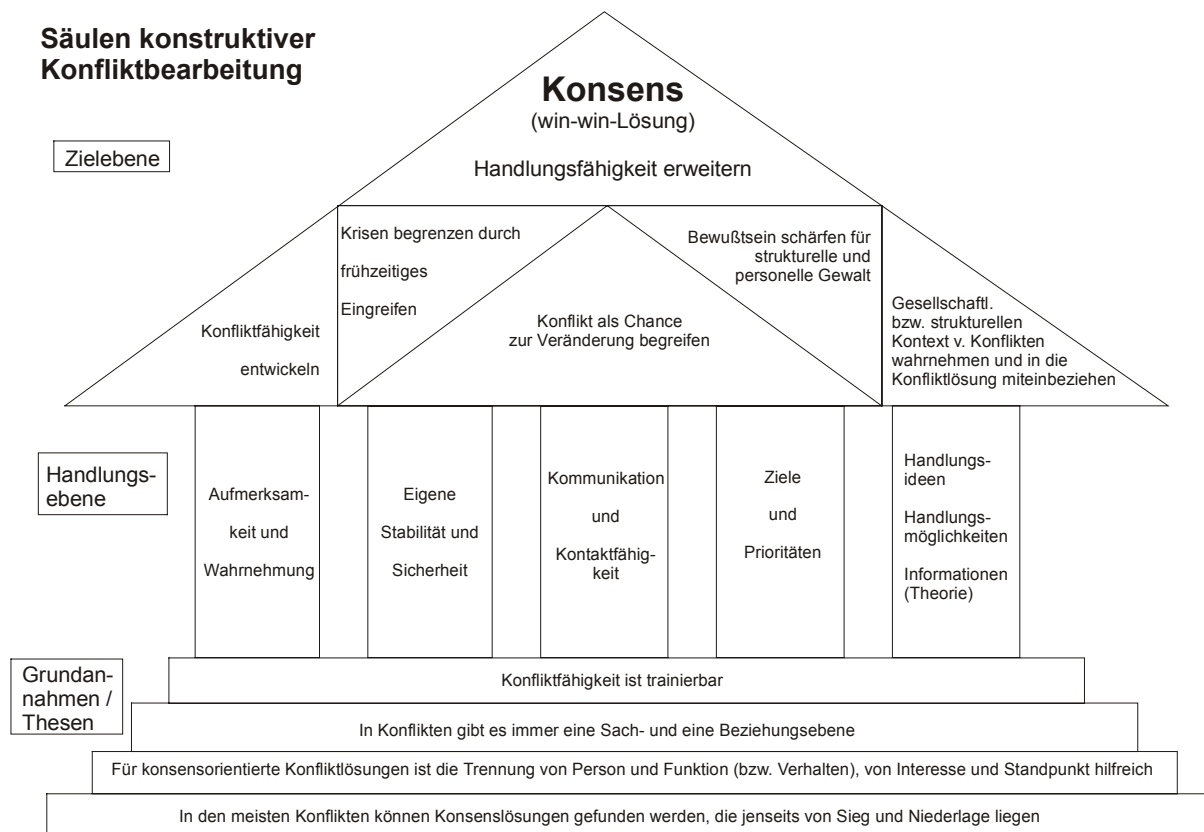 Säulen konstruktiver
Konfliktbearbeitung
Konsens
(win-win-Lösung)
Zielebene
Handlungsfähigkeit erweitern
Krisen begrenzen durch
frühzeitiges
Eingreifen
Bewußtsein schärfen für
strukturelle und
personelle Gewalt
Konfliktfähigkeit
entwickeln
Konflikt als Chance
zur Veränderung begreifen
Gesellschaftl.
bzw. strukturellen
Kontext v. Konflikten
wahrnehmen und in die
Konfliktlösung miteinbeziehen
Handlungs-
ebene
Aufmerksam-
keit und
Wahrnehmung
Eigene
Stabilität und
Sicherheit
Kommunikation
und
Kontaktfähig-
keit
Ziele
und
Prioritäten
Handlungs-
ideen
Handlungs-
möglichkeiten
Informationen
(Theorie)
Grundan-
nahmen /
Thesen
Konfliktfähigkeit ist trainierbar
In Konflikten gibt es immer eine Sach- und eine Beziehungsebene
Für konsensorientierte Konfliktlösungen ist die Trennung von Person und Funktion (bzw. Verhalten), von Interesse und Standpunkt hilfreich
In den meisten Konflikten können Konsenslösungen gefunden werden, die jenseits von Sieg und Niederlage liegen